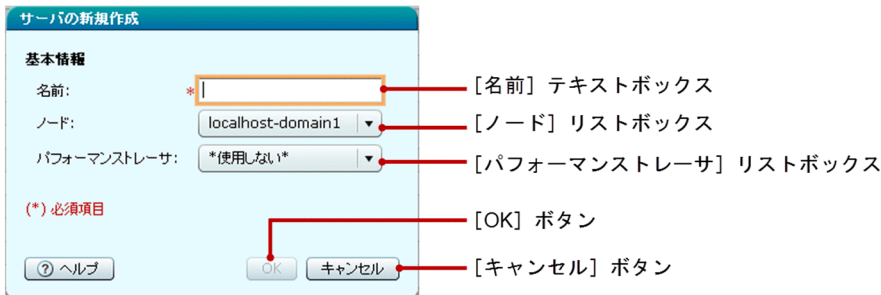 サーバの新規作成
基本情報
名前: *
[名前] テキストボックス
ノード: localhost-domain1
[ノード] リストボックス
パフォーマンストレーサ: *使用しない*
[パフォーマンストレーサ] リストボックス
(*) 必須項目
[OK] ボタン
? ヘルプ OK キャンセル
[キャンセル] ボタン